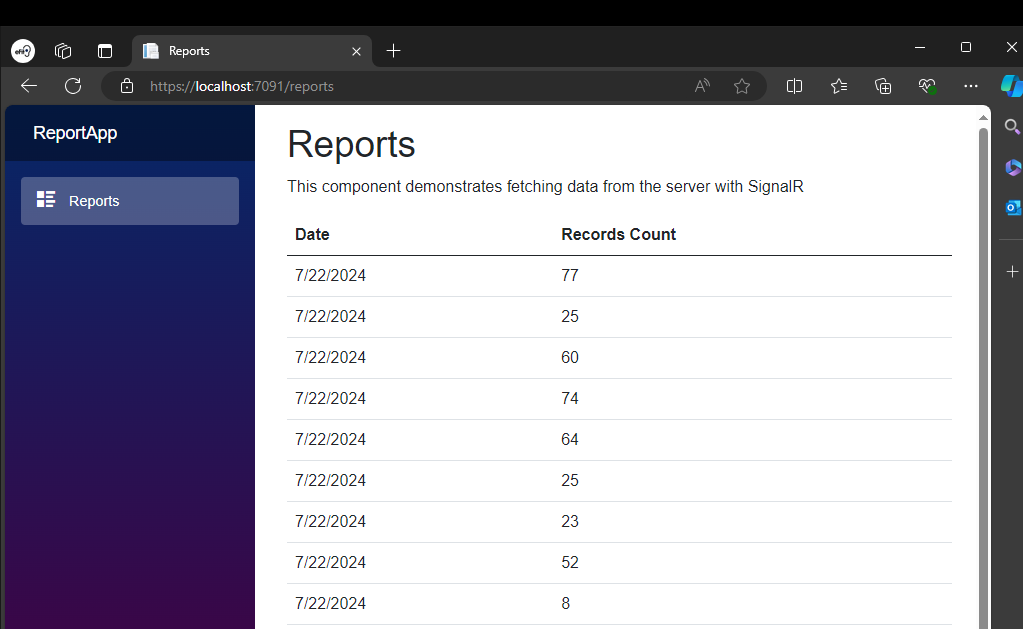 Reports
https://localhost:7091/reports
ReportApp
Reports
Reports
This component demonstrates fetching data from the server with SignalR
Date Records Count
7/22/2024 77
7/22/2024 25
7/22/2024 60
7/22/2024 74
7/22/2024 64
7/22/2024 25
7/22/2024 23
7/22/2024 52
7/22/2024 8